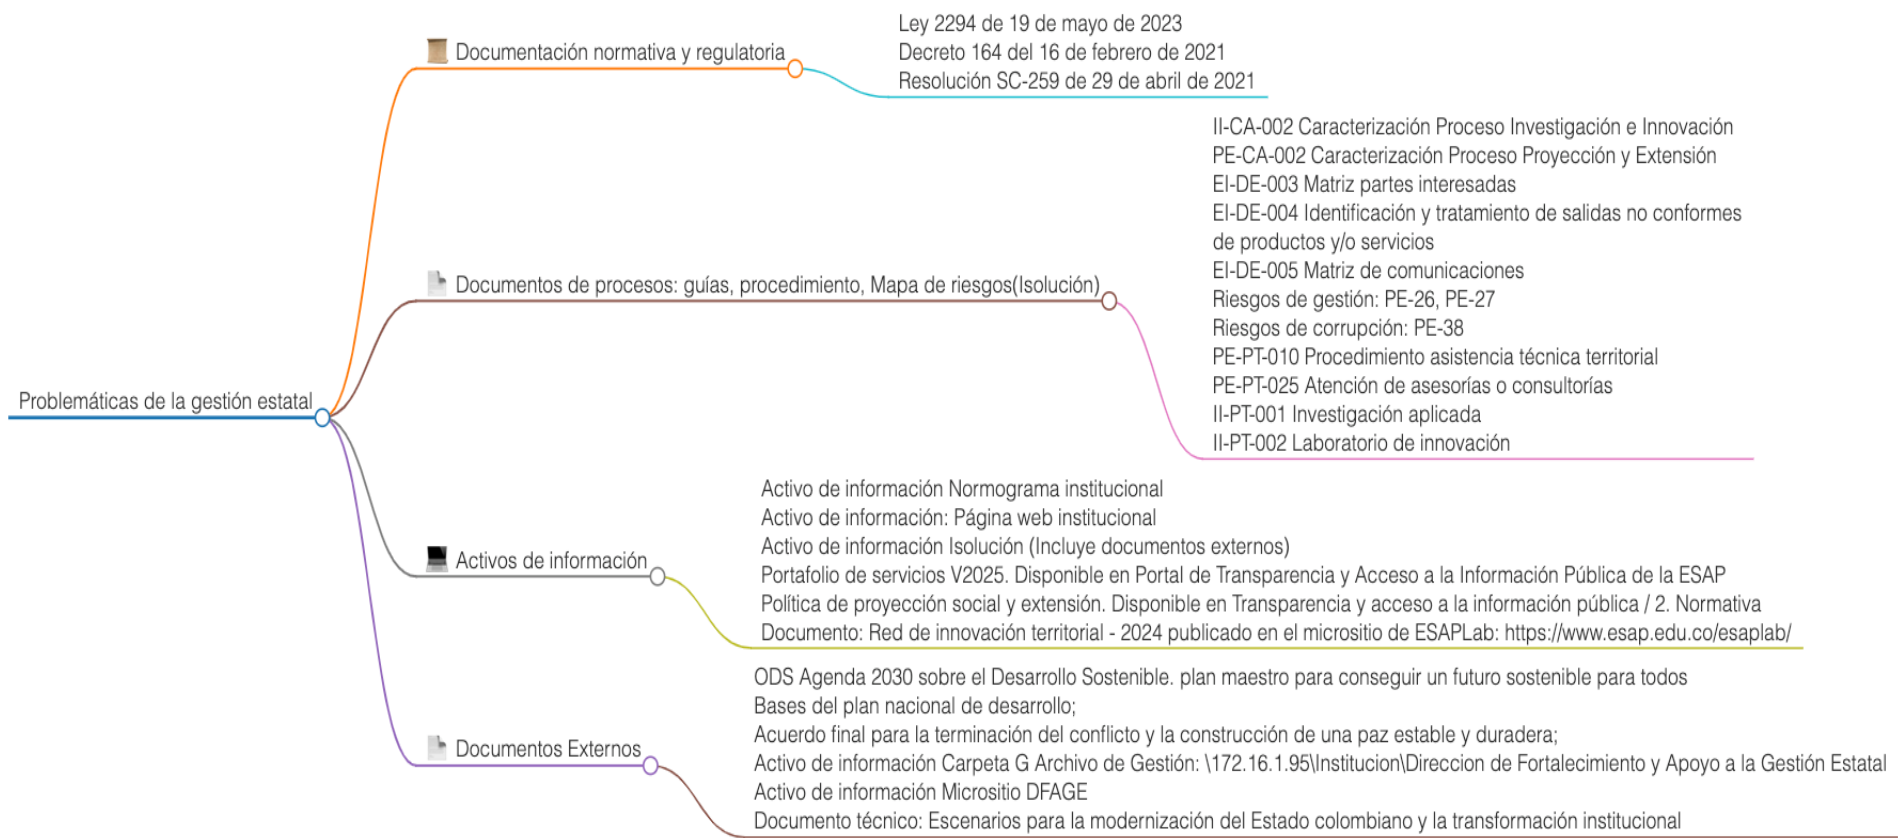 Problemáticas de la gestión estatal
Documentación normativa y regulatoria
Ley 2294 de 19 de mayo de 2023
Decreto 164 del 16 de febrero de 2021
Resolución SC-259 de 29 de abril de 2021
Documentos de procesos: guías, procedimiento, Mapa de riesgos(Isolución)
II-CA-002 Caracterización Proceso Investigación e Innovación
PE-CA-002 Caracterización Proceso Proyección y Extensión
EI-DE-003 Matriz partes interesadas
EI-DE-004 Identificación y tratamiento de salidas no conformes
de productos y/o servicios
EI-DE-005 Matriz de comunicaciones
Riesgos de gestión: PE-26, PE-27
Riesgos de corrupción: PE-38
PE-PT-010 Procedimiento asistencia técnica territorial
PE-PT-025 Atención de asesorías o consultorías
II-PT-001 Investigación aplicada
II-PT-002 Laboratorio de innovación
Activos de información
Activo de información Normograma institucional
Activo de información: Página web institucional
Activo de información Isolución (Incluye documentos externos)
Portafolio de servicios V2025. Disponible en Portal de Transparencia y Acceso a la Información Pública de la ESAP
Política de proyección social y extensión. Disponible en Transparencia y acceso a la información pública / 2. Normativa
Documento: Red de innovación territorial - 2024 publicado en el micrositio de ESAPLab: https://www.esap.edu.co/esaplab/
Documentos Externos
ODS Agenda 2030 sobre el Desarrollo Sostenible. plan maestro para conseguir un futuro sostenible para todos
Bases del plan nacional de desarrollo;
Acuerdo final para la terminación del conflicto y la construcción de una paz estable y duradera;
Activo de información Carpeta G Archivo de Gestión: \172.16.1.95\Institucion\Direccion de Fortalecimiento y Apoyo a la Gestión Estatal
Activo de información Micrositio DFAGE
Documento técnico: Escenarios para la modernización del Estado colombiano y la transformación institucional